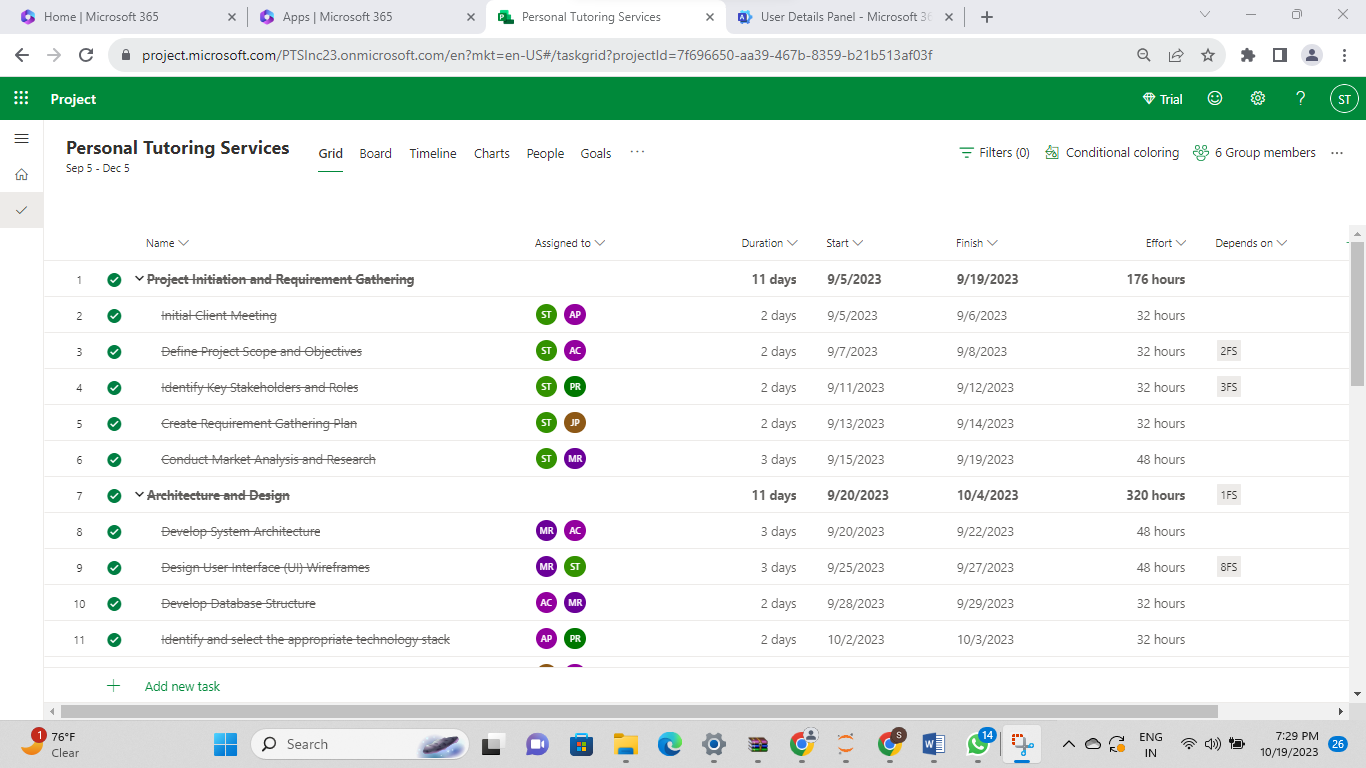 Home | Microsoft 365
Apps | Microsoft 365
Personal Tutoring Services
User Details Panel - Microsoft 36
project.microsoft.com/PTSInc23.onmicrosoft.com/en?mkt=en-US#/taskgrid?projectId=7f696650-aa39-467b-8359-b21b513af03f
Project
Trial
?
ST
Personal Tutoring Services
Sep 5 - Dec 5
Grid Board Timeline Charts People Goals ...
Filters (0) Conditional coloring 6 Group members ...
Name Assigned to Duration Start Finish Effort Depends on
1 Project Initiation and Requirement Gathering 11 days 9/5/2023 9/19/2023 176 hours
2 Initial Client Meeting ST AP 2 days 9/5/2023 9/6/2023 32 hours
3 Define Project Scope and Objectives ST AC 2 days 9/7/2023 9/8/2023 32 hours 2FS
4 Identify Key Stakeholders and Roles ST PR 2 days 9/11/2023 9/12/2023 32 hours 3FS
5 Create Requirement Gathering Plan ST JP 2 days 9/13/2023 9/14/2023 32 hours
6 Conduct Market Analysis and Research ST MR 3 days 9/15/2023 9/19/2023 48 hours
7 Architecture and Design 11 days 9/20/2023 10/4/2023 320 hours 1FS
8 Develop System Architecture MR AC 3 days 9/20/2023 9/22/2023 48 hours
9 Design User Interface (UI) Wireframes MR ST 3 days 9/25/2023 9/27/2023 48 hours 8FS
10 Develop Database Structure AC MR 2 days 9/28/2023 9/29/2023 32 hours
11 Identify and select the appropriate technology stack AP PR 2 days 10/2/2023 10/3/2023 32 hours
Add new task
1
76°F
Clear
Search
S
14
ENG
IN
7:29 PM
10/19/2023
26